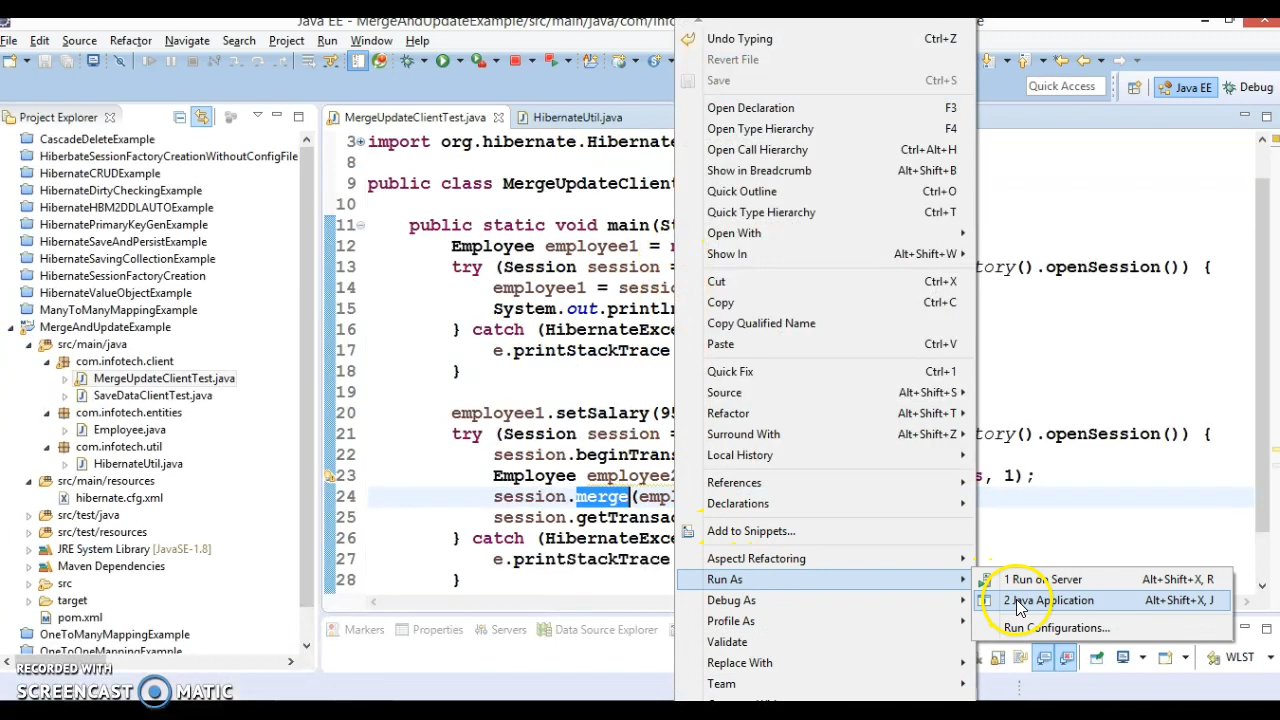 Java EE - MergeAndUpdateExample/src/main/java/com/info
File Edit Source Refactor Navigate Search Project Run Window Help
Quick Access Java EE Debug
Project Explorer
CascadeDeleteExample
HiberbateSessionFactoryCreationWithoutConfigFile
HibernateCRUDExample
HibernateDirtyCheckingExample
HibernateHBM2DDLAUTOExample
HibernatePrimaryKeyGenExample
HibernateSaveAndPersistExample
HibernateSavingCollectionExample
HibernateSessionFactoryCreation
HibernateValueObjectExample
ManyToManyMappingExample
MergeAndUpdateExample
src/main/java
com.infotech.client
MergeUpdateClientTest.java
SaveDataClientTest.java
com.infotech.entities
Employee.java
com.infotech.util
HibernateUtil.java
src/main/resources
hibernate.cfg.xml
src/test/java
src/test/resources
JRE System Library [JavaSE-1.8]
Maven Dependencies
src
target
pom.xml
OneToManyMappingExample
OneToOneMappingExample
MergeUpdateClientTest.java HibernateUtil.java
3 import org.hibernate.Hiberna
8
9 public class MergeUpdateClien
10
11 public static void main(St
12 Employee employee1 = n
13 try (Session session = ory().openSession()) {
14 employee1 = sessio
15 System.out.println
16 } catch (HibernateExce
17 e.printStackTrace
18 }
19
20 employee1.setSalary(95
21 try (Session session = ory().openSession()) {
22 session.beginTrans
23 Employee employee2 s, 1);
24 session.merge(empl
25 session.getTransac
26 } catch (HibernateExce
27 e.printStackTrace
28 }
Markers Properties Servers
WLST
Undo Typing Ctrl+Z
Revert File
Save Ctrl+S
Open Declaration F3
Open Type Hierarchy F4
Open Call Hierarchy Ctrl+Alt+H
Show in Breadcrumb Alt+Shift+B
Quick Outline Ctrl+O
Quick Type Hierarchy Ctrl+T
Open With
Show In Alt+Shift+W
Cut Ctrl+X
Copy Ctrl+C
Copy Qualified Name
Paste Ctrl+V
Quick Fix Ctrl+1
Source Alt+Shift+S
Refactor Alt+Shift+T
Surround With Alt+Shift+Z
Local History
References
Declarations
Add to Snippets...
AspectJ Refactoring
Run As
Debug As
Profile As
Validate
Replace With
Team
1 Run on Server Alt+Shift+X, R
2 Java Application Alt+Shift+X, J
Run Configurations...
RECORDED WITH
SCREENCAST MATIC